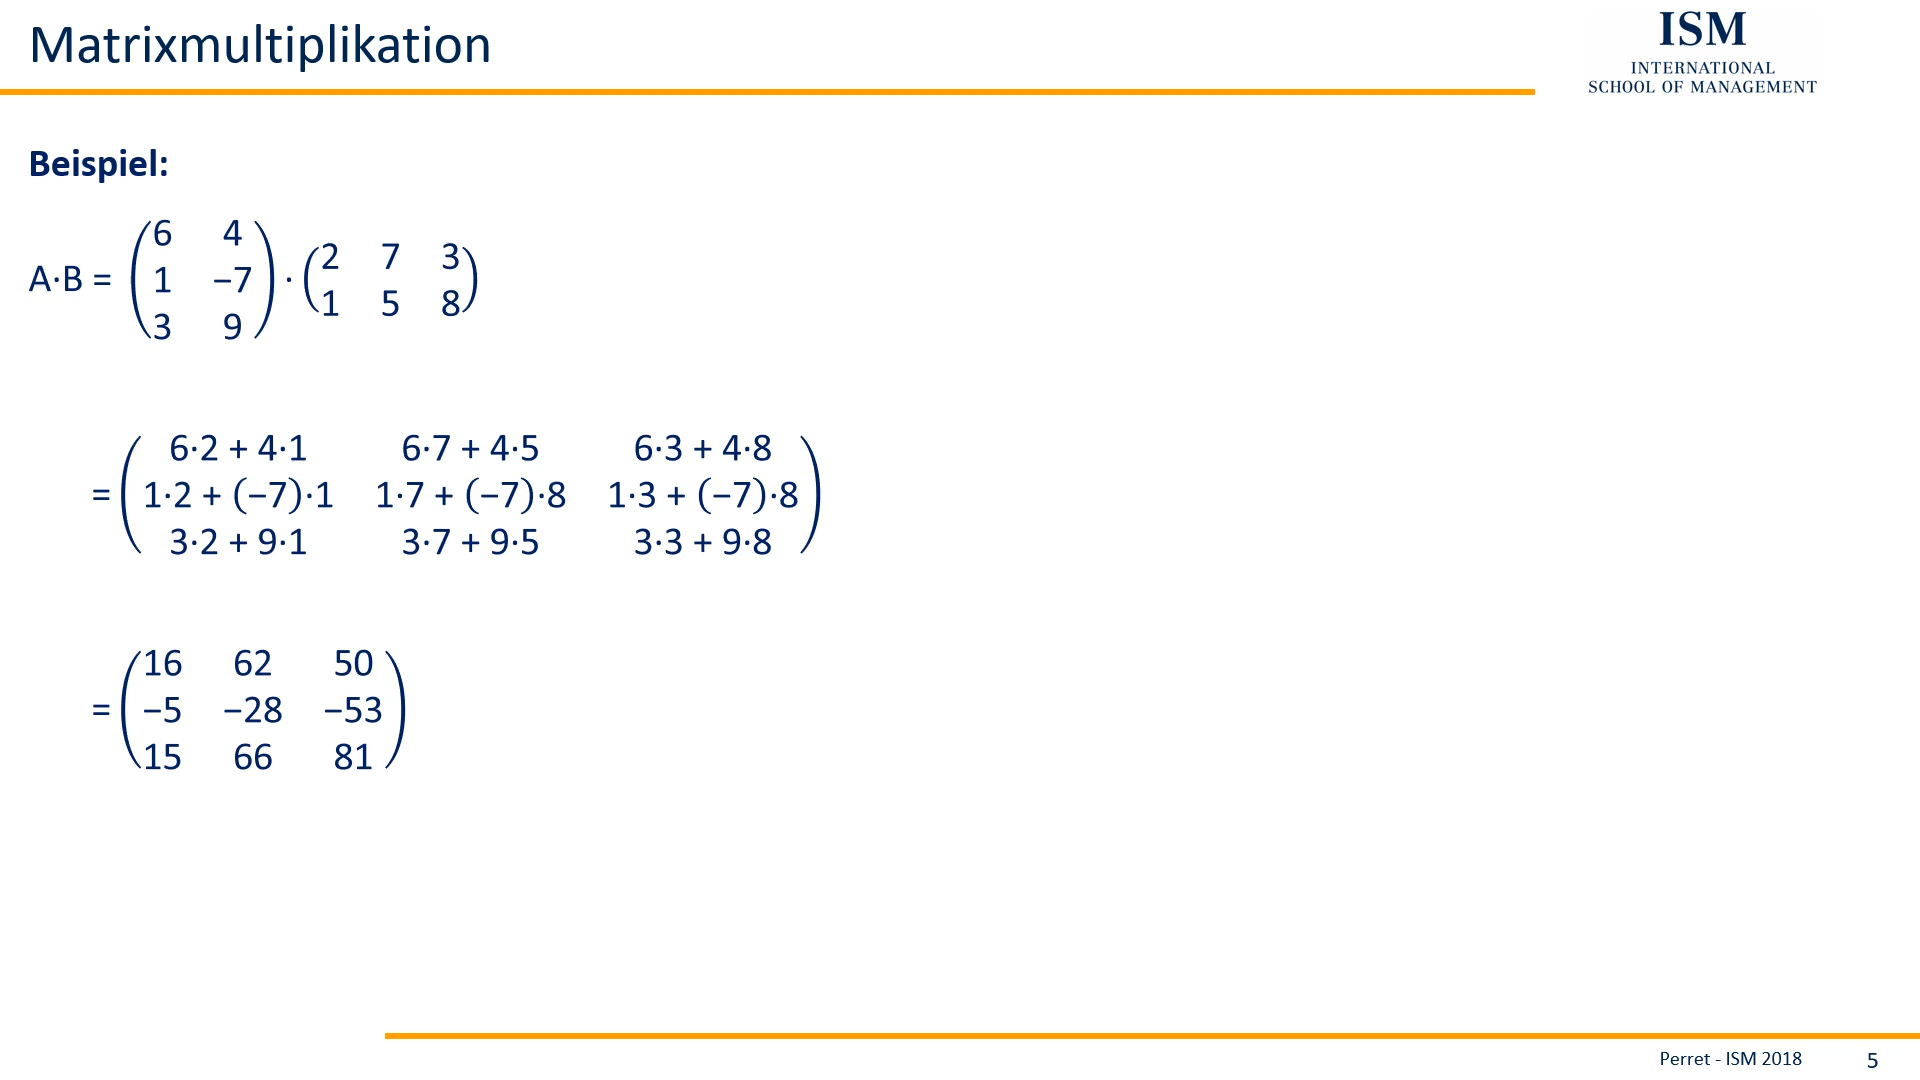 Matrixmultiplikation
ISM
INTERNATIONAL
SCHOOL OF MANAGEMENT
Beispiel:
A·B = (6 4
1 −7
3 9) · (2 7 3
1 5 8)
= (6·2 + 4·1 6·7 + 4·5 6·3 + 4·8
1·2 + (−7)·1 1·7 + (−7)·8 1·3 + (−7)·8
3·2 + 9·1 3·7 + 9·5 3·3 + 9·8)
= (16 62 50
−5 −28 −53
15 66 81)
Perret - ISM 2018 5